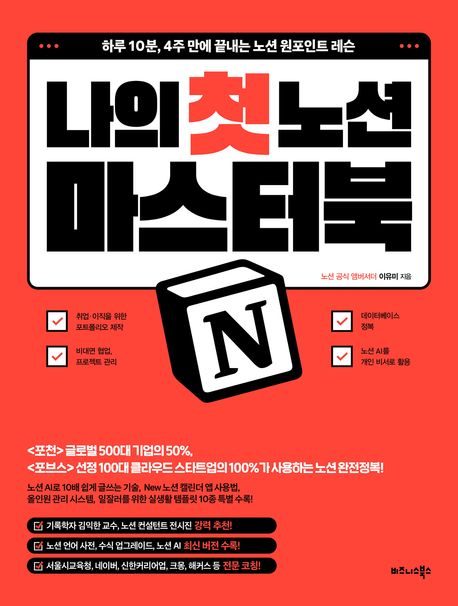 하루 10분, 4주 만에 끝내는 노션 원포인트 레슨
나의 첫 노션
마스터북
노션 공식 앰버서더 이유미 지음
N
취업·이직을 위한
포트폴리오 제작
데이터베이스
정복
비대면 협업,
프로젝트 관리
노션 AI를
개인 비서로 활용
<포천> 글로벌 500대 기업의 50%,
<포브스> 선정 100대 클라우드 스타트업의 100%가 사용하는 노션 완전정복!
노션 AI로 10배 쉽게 글쓰는 기술, New 노션 캘린더 앱 사용법,
올인원 관리 시스템, 일잘러를 위한 실생활 템플릿 10종 특별 수록!
기록학자 김익한 교수, 노션 컨설턴트 전시진 강력 추천!
노션 언어 사전, 수식 업그레이드, 노션 AI 최신 버전 수록!
서울시교육청, 네이버, 신한커리어업, 크몽, 해커스 등 전문 코칭!
비즈니스북스